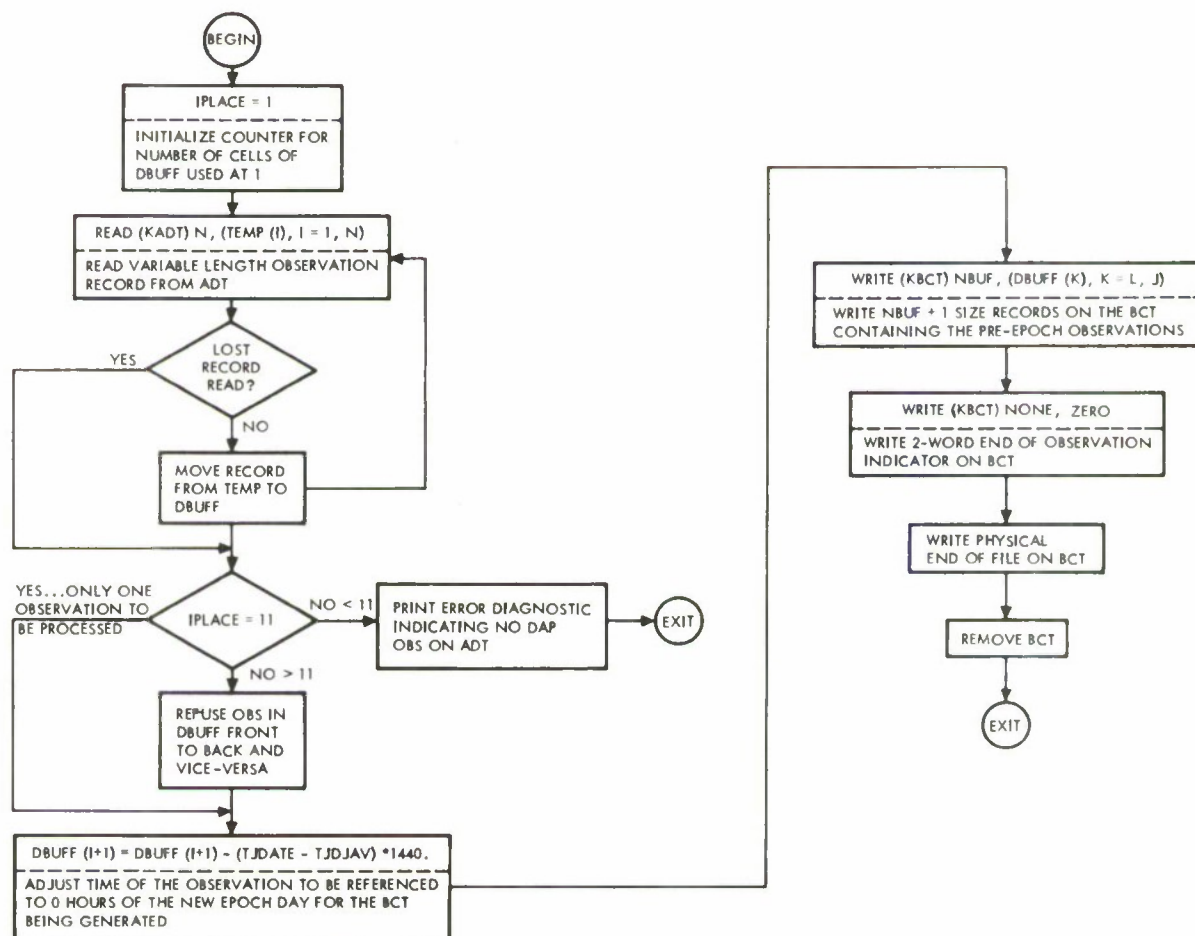 BEGIN
IPLACE = 1
INITIALIZE COUNTER FOR
NUMBER OF CELLS OF
DBUFF USED AT 1
READ (KADT) N, (TEMP (I), I = 1, N)
READ VARIABLE LENGTH OBSERVATION
RECORD FROM ADT
YES
LOST
RECORD
READ?
NO
MOVE RECORD
FROM TEMP TO
DBUFF
YES...ONLY ONE
OBSERVATION TO
BE PROCESSED
IPLACE = 11
NO < 11
PRINT ERROR DIAGNOSTIC
INDICATING NO DAP
OBS ON ADT
EXIT
NO > 11
REPUSE OBS IN
DBUFF FRONT
TO BACK AND
VICE-VERSA
DBUFF (I+1) = DBUFF (I+1) - (TJDATE - TJDJAV) *1440.
ADJUST TIME OF THE OBSERVATION TO BE REFERENCED
TO 0 HOURS OF THE NEW EPOCH DAY FOR THE BCT
BEING GENERATED
WRITE (KBCT) NBUF, (DBUFF (K), K = L, J)
WRITE NBUF + 1 SIZE RECORDS ON THE BCT
CONTAINING THE PRE-EPOCH OBSERVATIONS
WRITE (KBCT) NONE, ZERO
WRITE 2-WORD END OF OBSERVATION
INDICATOR ON BCT
WRITE PHYSICAL
END OF FILE ON BCT
REMOVE BCT
EXIT